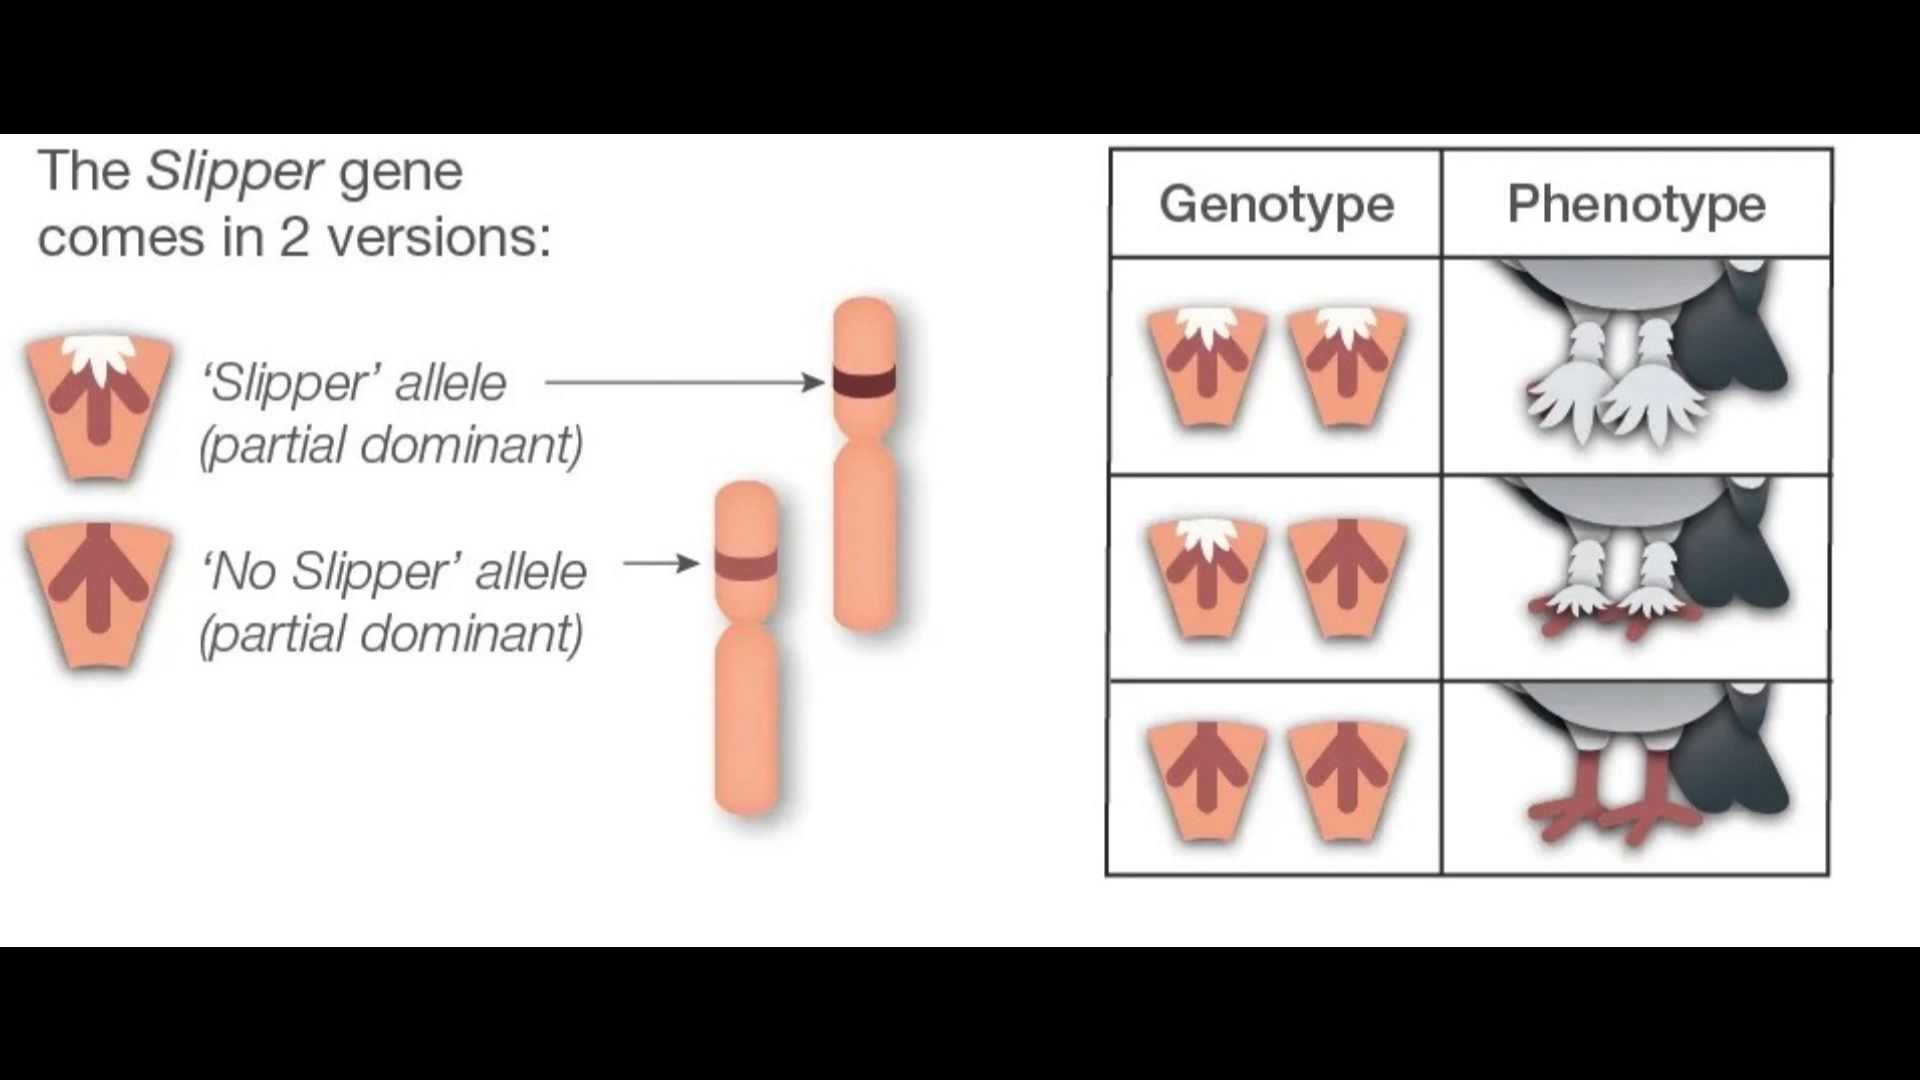 The Slipper gene
comes in 2 versions:
‘Slipper’ allele
(partial dominant)
‘No Slipper’ allele
(partial dominant)
Genotype
Phenotype